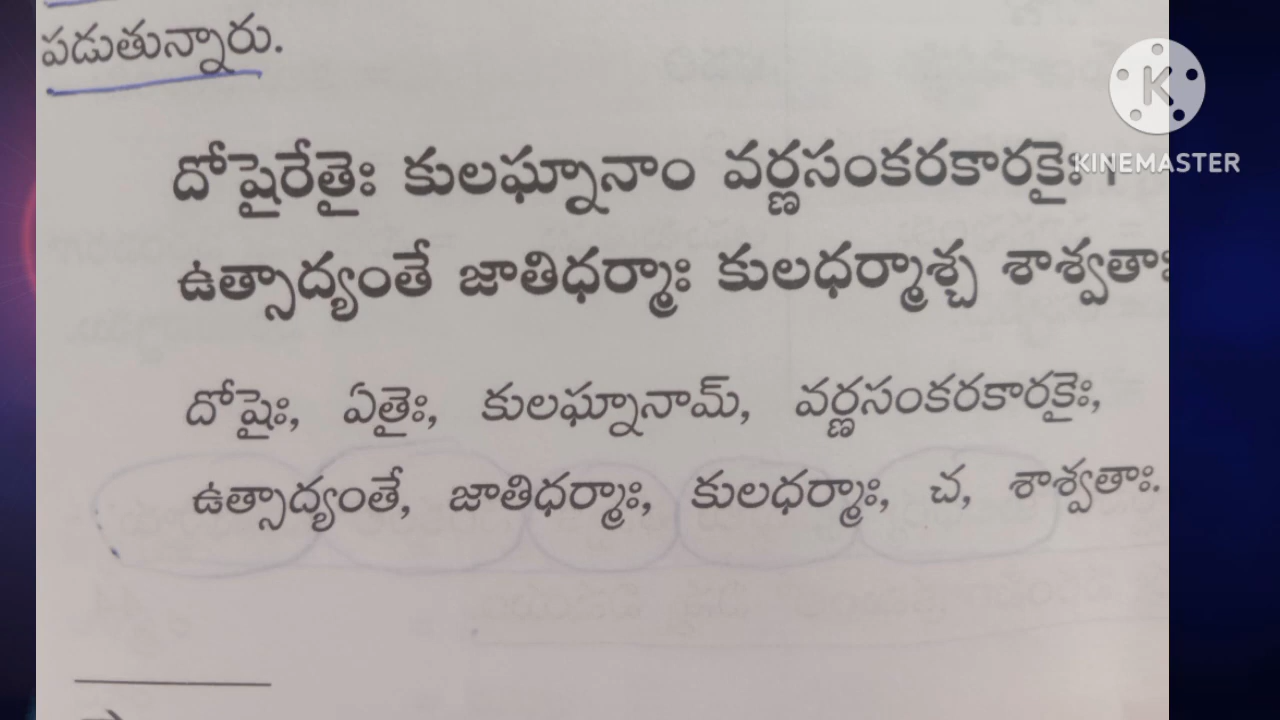 పడుతున్నారు.
దోషైరేతైః కులఘ్నానాం వర్ణసంకరకారకైః ।
KINEMASTER
ఉత్సాద్యంతే జాతిధర్మాః కులధర్మాశ్చ శాశ్వతాః
దోషైః, ఏతైః, కులఘ్నానామ్, వర్ణసంకరకారకైః,
ఉత్సాద్యంతే, జాతిధర్మాః, కులధర్మాః, చ, శాశ్వతాః.